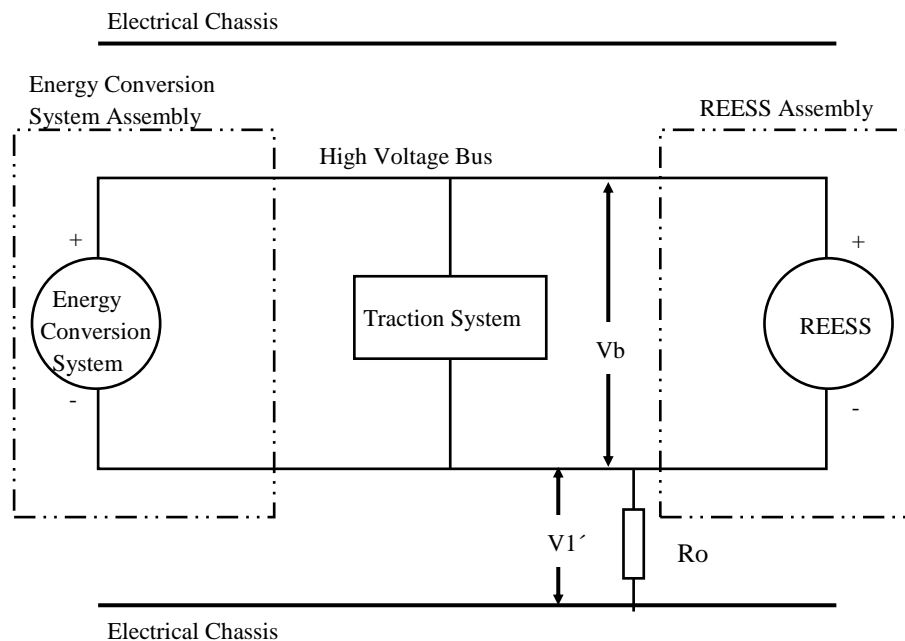 Electrical Chassis
Energy Conversion
System Assembly
REESS Assembly
High Voltage Bus
+
+
Energy
Conversion
System
Traction System
Vb
REESS
-
-
V1´
Ro
Electrical Chassis